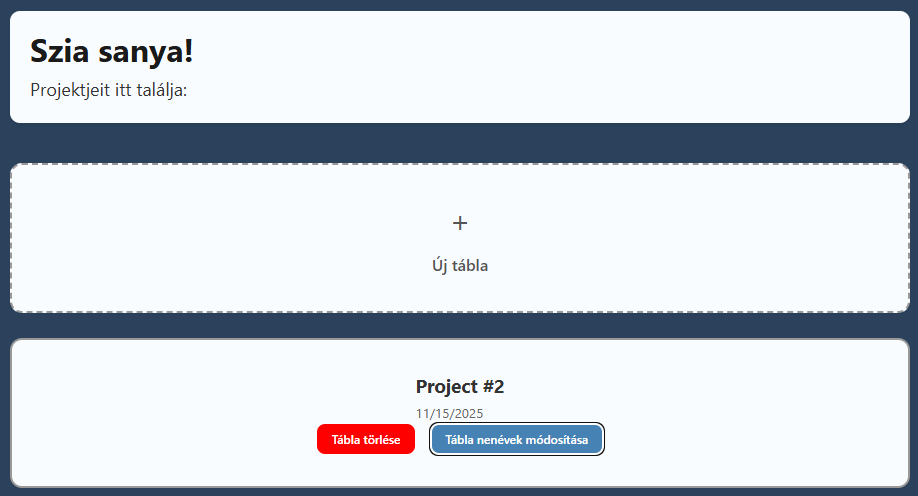 Szia sanya!
Projektjeit itt találja:
+
Új tábla
Project #2
11/15/2025
Tábla törlése
Tábla nenévek módosítása